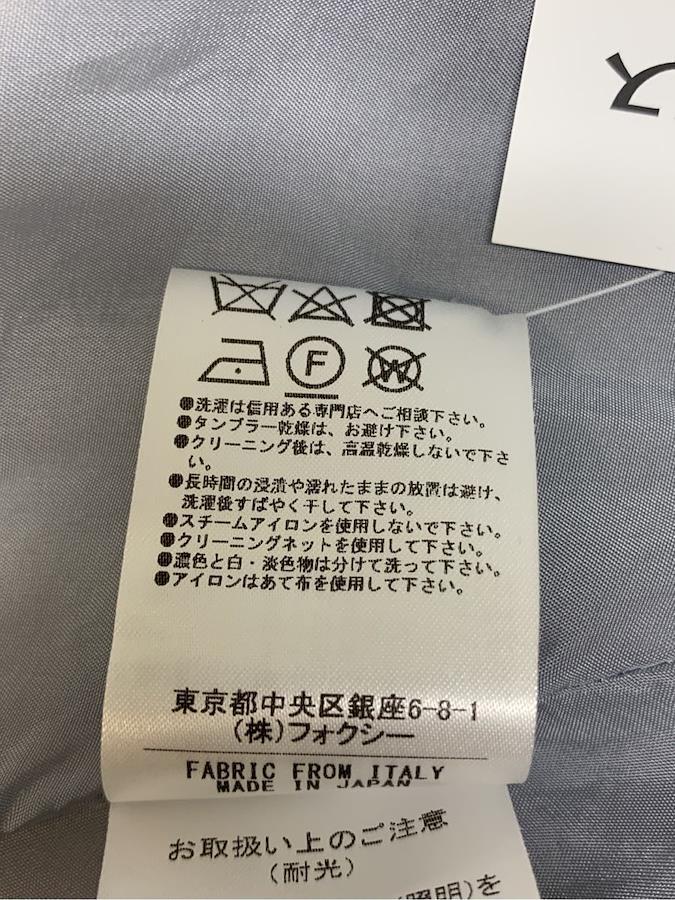 ス
F
W
●洗濯は信用ある専門店へご相談下さい。
●タンブラー乾燥は、お避け下さい。
●クリーニング後は、高温乾燥しないで下さ
い。
●長時間の浸漬や濡れたままの放置は避け、
洗濯後すばやく干して下さい。
●スチームアイロンを使用しないで下さい。
●クリーニングネットを使用して下さい。
●濃色と白・淡色物は分けて洗って下さい。
●アイロンはあて布を使用して下さい。
東京都中央区銀座6-8-1
(株)フォクシー
FABRIC FROM ITALY
MADE IN JAPAN
お取扱い上のご注意
(耐光)
(照明)を